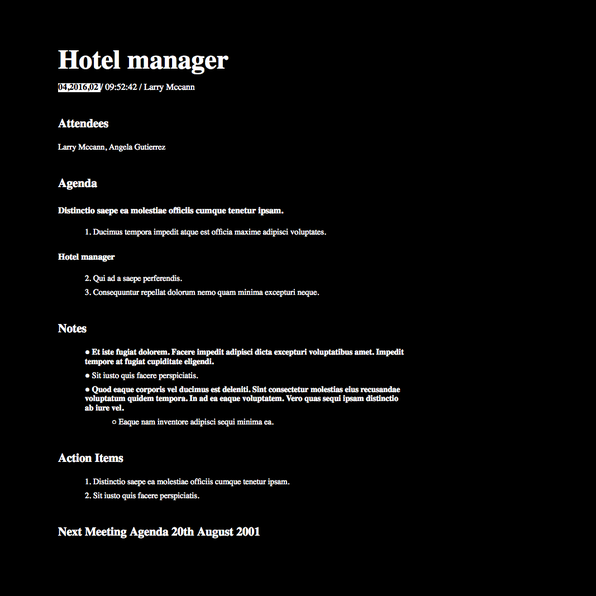 Hotel manager
04.2016.02 / 09:52:42 / Larry Mccann
Attendees
Larry Mccann, Angela Gutierrez
Agenda
Distinctio saepe ea molestiae officiis cumque tenetur ipsam.
1. Ducimus tempora impedit atque est officia maxime adipisci voluptates.
Hotel manager
2. Qui ad a saepe perferendis.
3. Consequuntur repellat dolorum nemo quam minima excepturi neque.
Notes
● Et iste fugiat dolorem. Facere impedit adipisci dicta excepturi voluptatibus amet. Impedit
tempore at fugiat cupiditate eligendi.
● Sit iusto quis facere perspiciatis.
● Quod eaque corporis vel ducimus est deleniti. Sint consectetur molestias eius recusandae
voluptatum quidem tempora. In ad ea eaque voluptatem. Vero quas sequi ipsam distinctio
ab iure vel.
○ Eaque nam inventore adipisci sequi minima ea.
Action Items
1. Distinctio saepe ea molestiae officiis cumque tenetur ipsam.
2. Sit iusto quis facere perspiciatis.
Next Meeting Agenda 20th August 2001